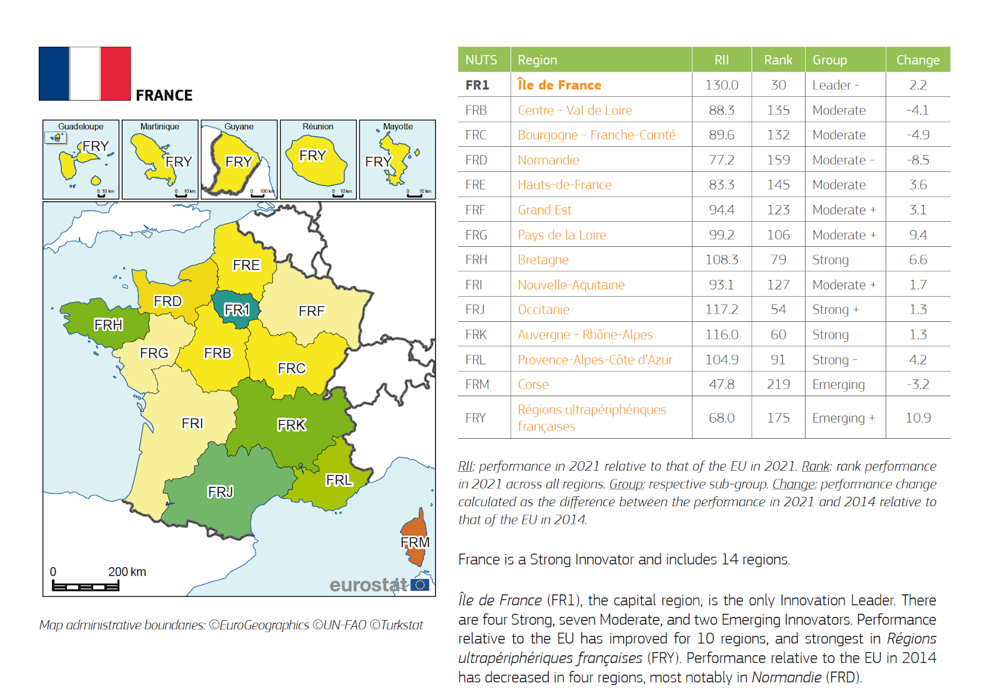 FRANCE
Guadeloupe
FRY
0 10 km
Martinique
FRY
0 10 km
Guyane
FRY
0 100 km
Réunion
FRY
0 10 km
Mayotte
FRY
0 10 km
FRE
FRD
FR1
FRF
FRH
FRG
FRB
FRC
FRI
FRK
FRJ
FRL
FRM
0 200 km
eurostat
Map administrative boundaries: ©EuroGeographics ©UN-FAO ©Turkstat
NUTS Region RII Rank Group Change
FR1 Île de France 130.0 30 Leader - 2.2
FRB Centre - Val de Loire 88.3 135 Moderate -4.1
FRC Bourgogne - Franche-Comté 89.6 132 Moderate -4.9
FRD Normandie 77.2 159 Moderate - -8.5
FRE Hauts-de-France 83.3 145 Moderate 3.6
FRF Grand Est 94.4 123 Moderate + 3.1
FRG Pays de la Loire 99.2 106 Moderate + 9.4
FRH Bretagne 108.3 79 Strong 6.6
FRI Nouvelle-Aquitaine 93.1 127 Moderate + 1.7
FRJ Occitanie 117.2 54 Strong + 1.3
FRK Auvergne - Rhône-Alpes 116.0 60 Strong 1.3
FRL Provence-Alpes-Côte d'Azur 104.9 91 Strong - 4.2
FRM Corse 47.8 219 Emerging -3.2
FRY Régions ultrapériphériques
françaises 68.0 175 Emerging + 10.9
RII: performance in 2021 relative to that of the EU in 2021. Rank: rank performance
in 2021 across all regions. Group: respective sub-group. Change: performance change
calculated as the difference between the performance in 2021 and 2014 relative to
that of the EU in 2014.
France is a Strong Innovator and includes 14 regions.
Île de France (FR1), the capital region, is the only Innovation Leader. There
are four Strong, seven Moderate, and two Emerging Innovators. Performance
relative to the EU has improved for 10 regions, and strongest in Régions
ultrapériphériques françaises (FRY). Performance relative to the EU in 2014
has decreased in four regions, most notably in Normandie (FRD).